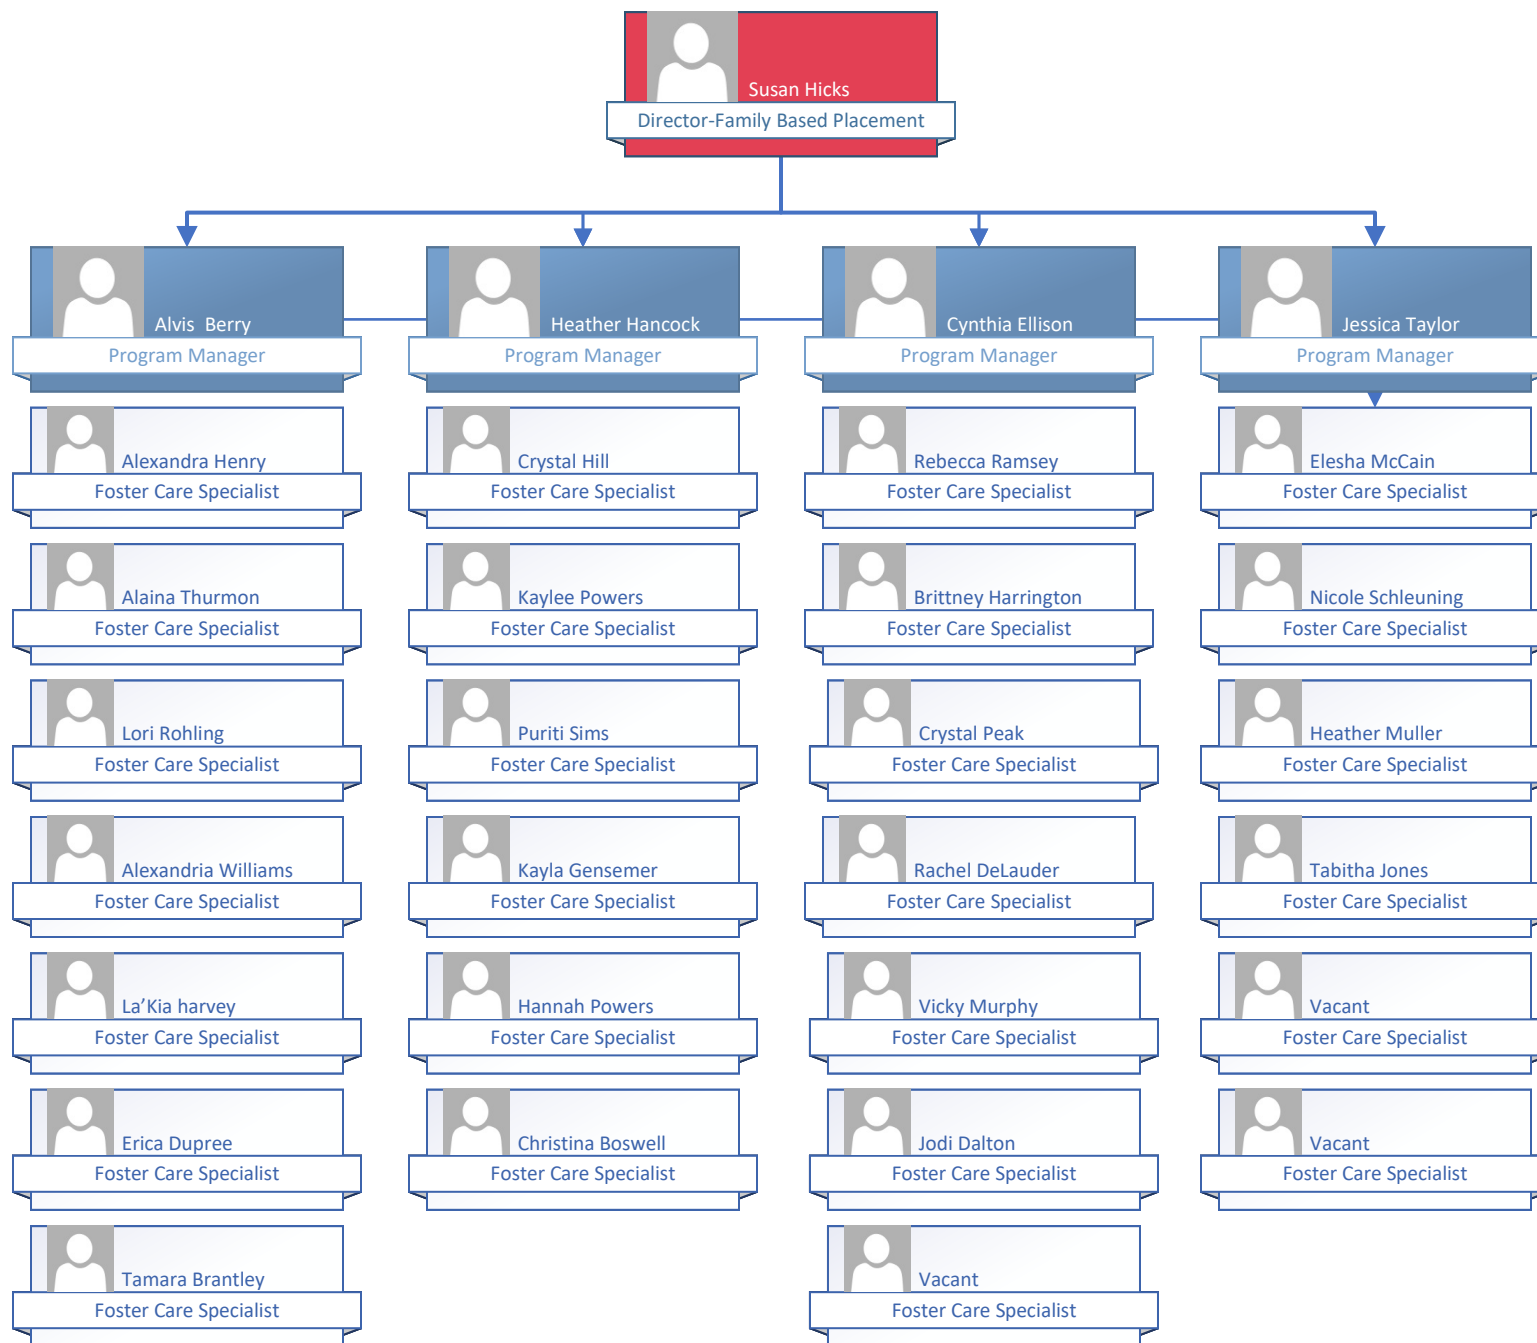 Susan Hicks
Director-Family Based Placement
Alvis  Berry
Program Manager
Heather Hancock
Program Manager
Cynthia Ellison
Program Manager
Jessica Taylor
Program Manager
Alexandra Henry
Foster Care Specialist
Crystal Hill
Foster Care Specialist
Rebecca Ramsey
Foster Care Specialist
Elesha McCain
Foster Care Specialist
Alaina Thurmon
Foster Care Specialist
Kaylee Powers
Foster Care Specialist
Brittney Harrington
Foster Care Specialist
Nicole Schleuning
Foster Care Specialist
Lori Rohling
Foster Care Specialist
Puriti Sims
Foster Care Specialist
Crystal Peak
Foster Care Specialist
Heather Muller
Foster Care Specialist
Alexandria Williams
Foster Care Specialist
Kayla Gensemer
Foster Care Specialist
Rachel DeLauder
Foster Care Specialist
Tabitha Jones
Foster Care Specialist
La’Kia harvey
Foster Care Specialist
Hannah Powers
Foster Care Specialist
Vicky Murphy
Foster Care Specialist
Vacant
Foster Care Specialist
Erica Dupree
Foster Care Specialist
Christina Boswell
Foster Care Specialist
Jodi Dalton
Foster Care Specialist
Vacant
Foster Care Specialist
Tamara Brantley
Foster Care Specialist
Vacant
Foster Care Specialist